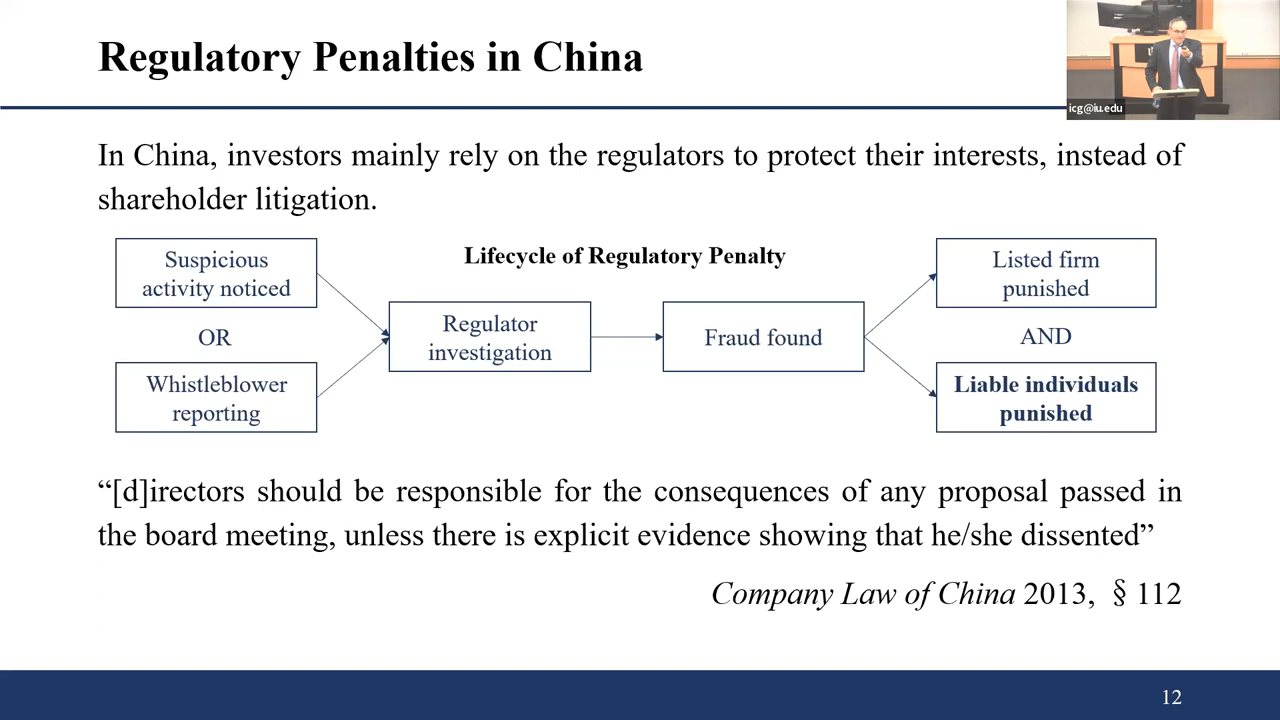 Regulatory Penalties in China
icg@iu.edu
In China, investors mainly rely on the regulators to protect their interests, instead of
shareholder litigation.
Lifecycle of Regulatory Penalty
Suspicious
activity noticed
OR
Whistleblower
reporting
Regulator
investigation
Fraud found
Listed firm
punished
AND
Liable individuals
punished
“[d]irectors should be responsible for the consequences of any proposal passed in
the board meeting, unless there is explicit evidence showing that he/she dissented”
Company Law of China 2013, §112
12